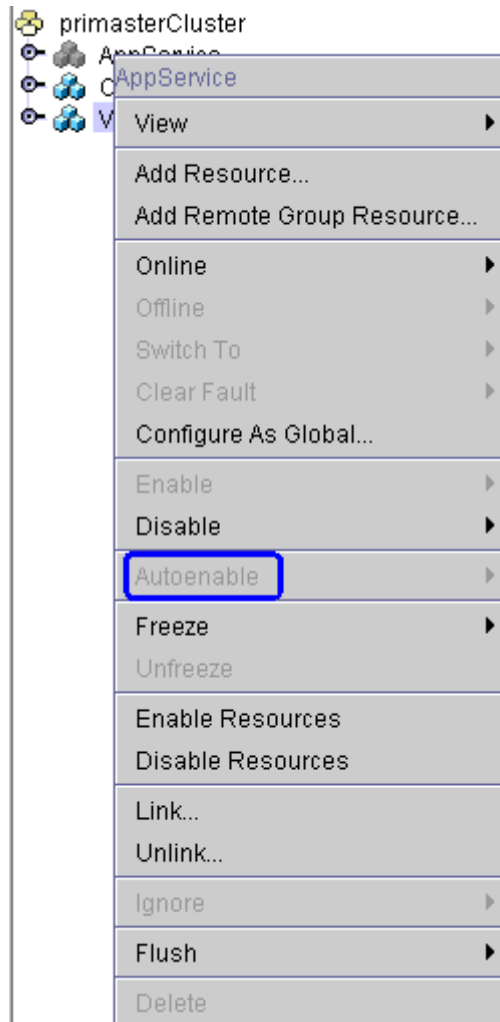 primasterCluster
AppService
C
V
AppService
View
Add Resource...
Add Remote Group Resource...
Online
Offline
Switch To
Clear Fault
Configure As Global...
Enable
Disable
Autoenable
Freeze
Unfreeze
Enable Resources
Disable Resources
Link...
Unlink...
Ignore
Flush
Delete